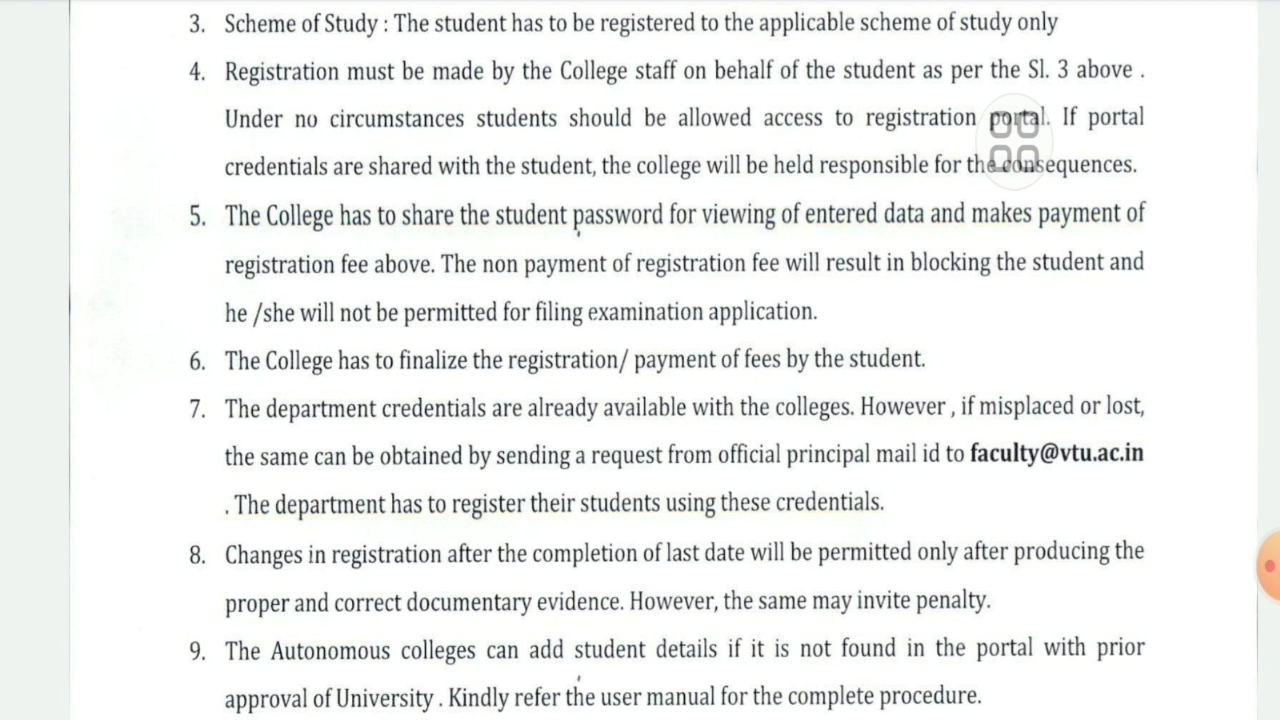 3. Scheme of Study : The student has to be registered to the applicable scheme of study only
4. Registration must be made by the College staff on behalf of the student as per the Sl. 3 above .
Under no circumstances students should be allowed access to registration portal. If portal
credentials are shared with the student, the college will be held responsible for the consequences.
5. The College has to share the student password for viewing of entered data and makes payment of
registration fee above. The non payment of registration fee will result in blocking the student and
he /she will not be permitted for filing examination application.
6. The College has to finalize the registration/ payment of fees by the student.
7. The department credentials are already available with the colleges. However , if misplaced or lost,
the same can be obtained by sending a request from official principal mail id to faculty@vtu.ac.in
. The department has to register their students using these credentials.
8. Changes in registration after the completion of last date will be permitted only after producing the
proper and correct documentary evidence. However, the same may invite penalty.
9. The Autonomous colleges can add student details if it is not found in the portal with prior
approval of University . Kindly refer the user manual for the complete procedure.